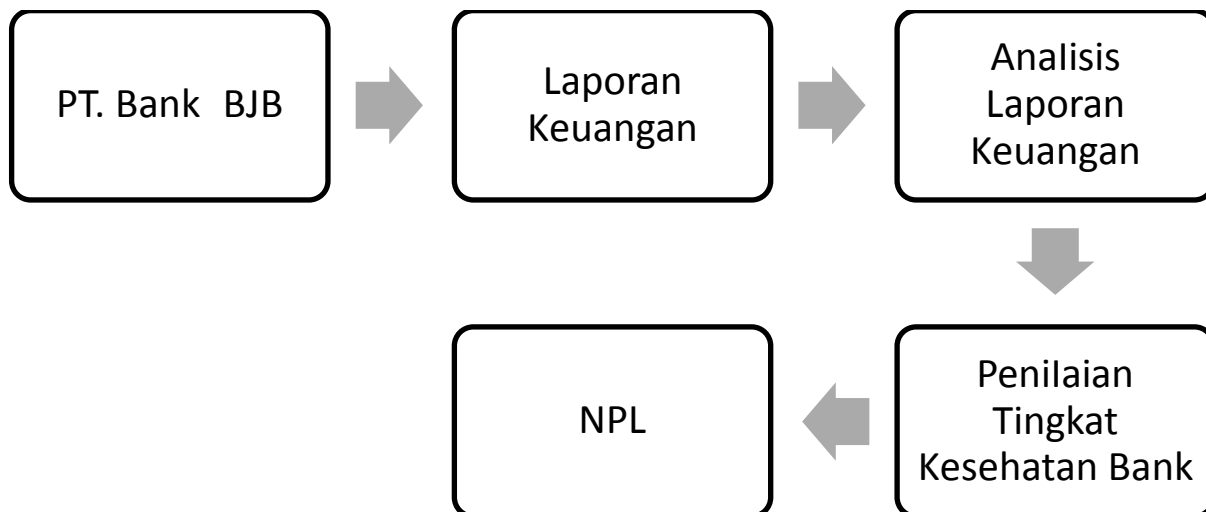 PT. Bank  BJB
Laporan
Keuangan
Analisis
Laporan
Keuangan
NPL
Penilaian
Tingkat
Kesehatan Bank